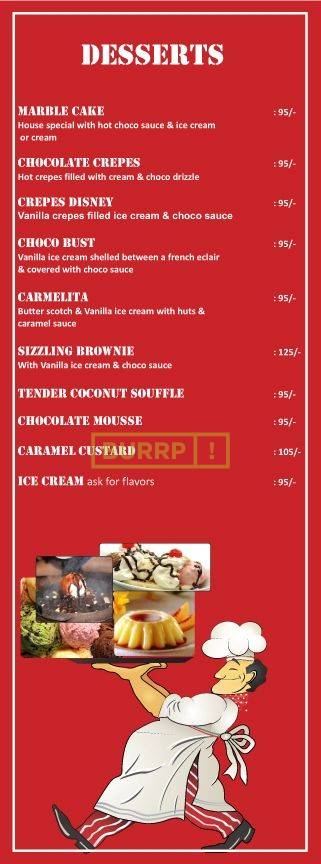 DESSERTS
MARBLE CAKE : 95/-
House special with hot choco sauce & ice cream
or cream
CHOCOLATE CREPES : 95/-
Hot crepes filled with cream & choco drizzle
CREPES DISNEY : 95/-
Vanilla crepes filled ice cream & choco sauce
CHOCO BUST : 95/-
Vanilla ice cream shelled between a french eclair
& covered with choco sauce
CARMELITA : 95/-
Butter scotch & Vanilla ice cream with huts &
caramel sauce
SIZZLING BROWNIE : 125/-
With Vanilla ice cream & choco sauce
TENDER COCONUT SOUFFLE : 95/-
CHOCOLATE MOUSSE : 95/-
CARAMEL CUSTARD : 105/-
BURRP !
ICE CREAM ask for flavors : 95/-